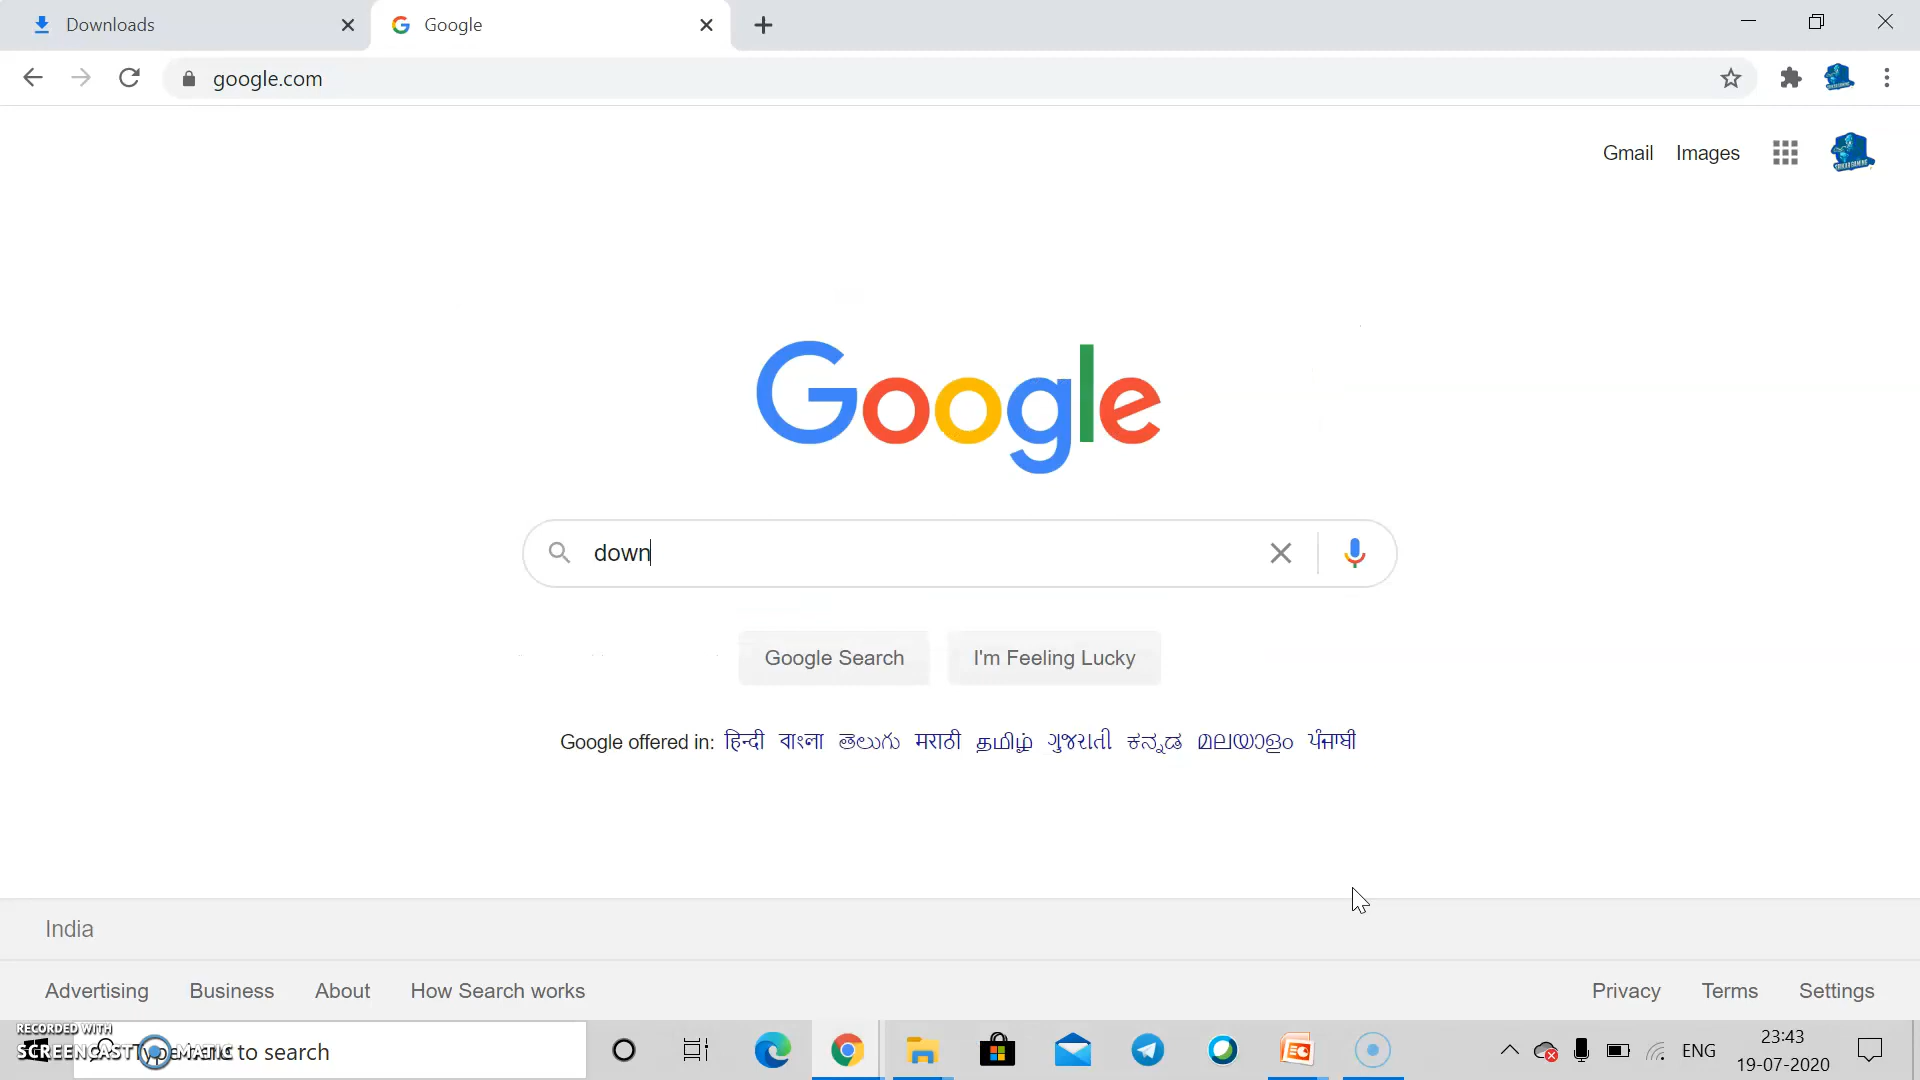 Downloads
Google
google.com
Gmail Images
Google
down
Google Search I'm Feeling Lucky
Google offered in: हिन्दी বাংলা తెలుగు मराठी தமிழ் ગુજરાતી ಕನ್ನಡ മലയാളം ਪੰਜਾਬੀ
India
Advertising Business About How Search works Privacy Terms Settings
RECORDED WITH
SCREENCAST MATIC
Type here to search
ENG
23:43
19-07-2020